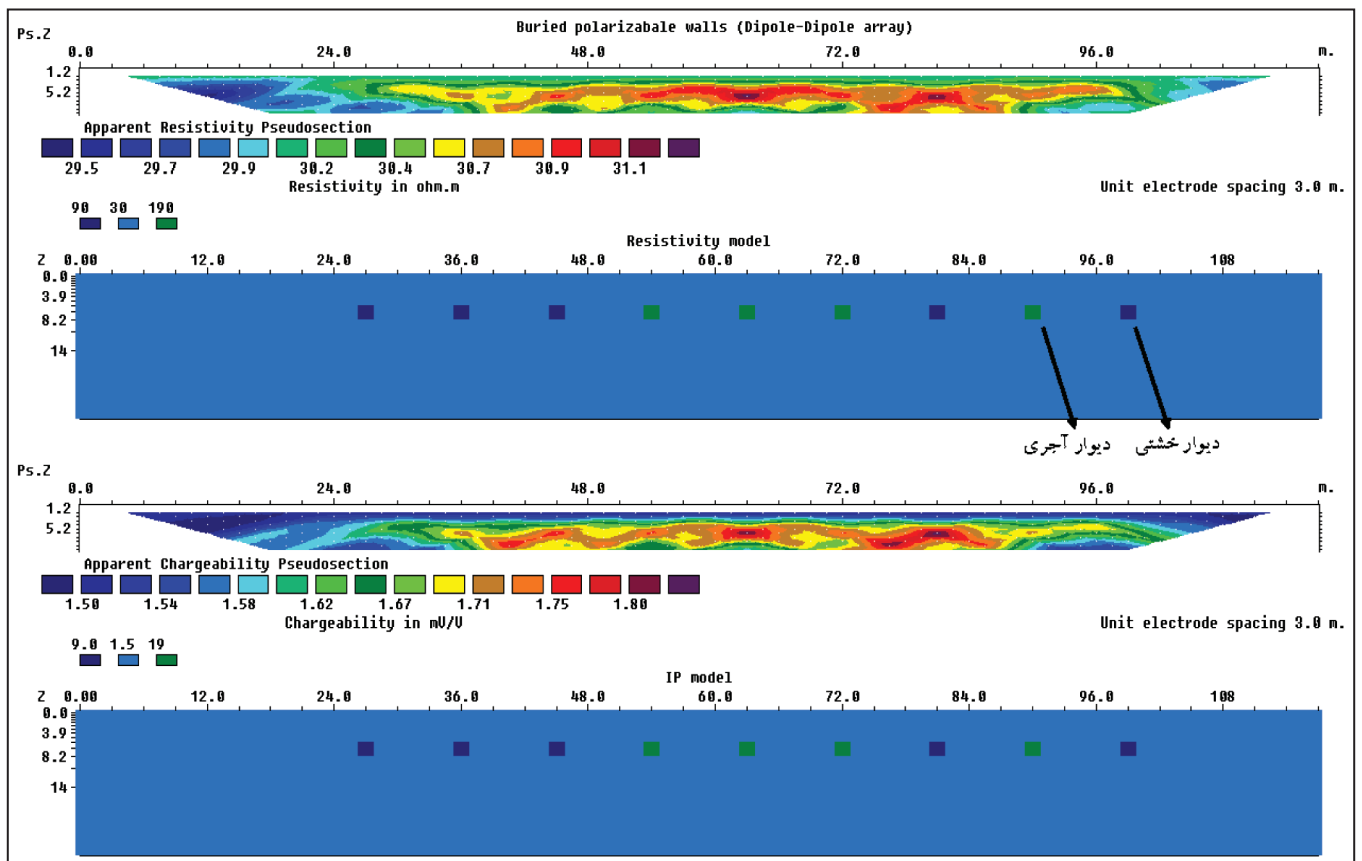 Buried polarizabale walls (Dipole-Dipole array)
Ps.Z
0.0 24.0 48.0 72.0 96.0 m.
1.2
5.2
Apparent Resistivity Pseudosection
29.5 29.7 29.9 30.2 30.4 30.7 30.9 31.1
Resistivity in ohm.m
Unit electrode spacing 3.0 m.
90 30 190
Resistivity model
Z 0.00 12.0 24.0 36.0 48.0 60.0 72.0 84.0 96.0 108
0.0
3.9
8.2
14
دیوار آجری
دیوار خشتی
Ps.Z
0.0 24.0 48.0 72.0 96.0 m.
1.2
5.2
Apparent Chargeability Pseudosection
1.50 1.54 1.58 1.62 1.67 1.71 1.75 1.80
Chargeability in mV/V
Unit electrode spacing 3.0 m.
9.0 1.5 19
IP model
Z 0.00 12.0 24.0 36.0 48.0 60.0 72.0 84.0 96.0 108
0.0
3.9
8.2
14